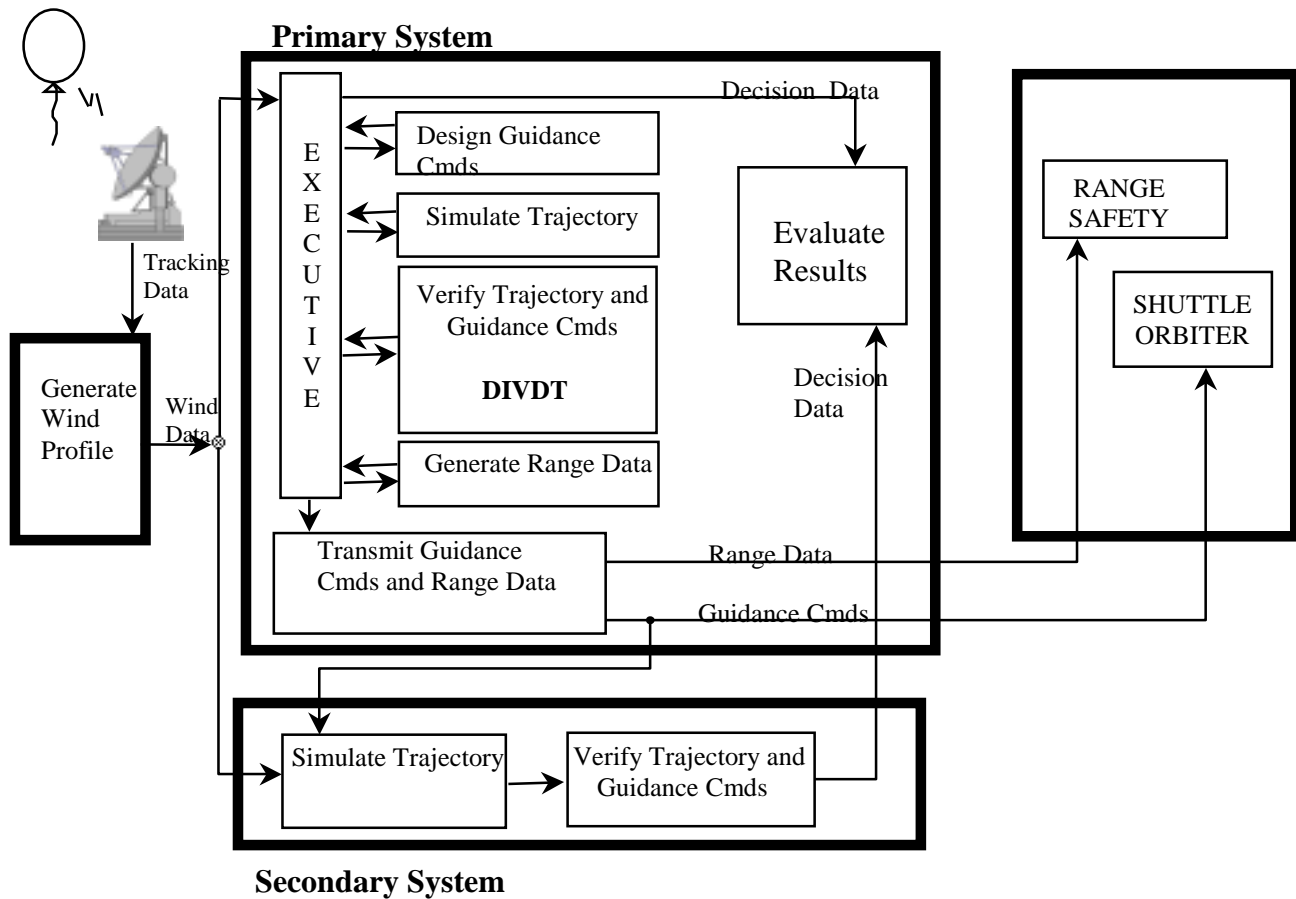 Primary System
Decision Data
Design Guidance
Cmds
E
X
E
C
U
T
I
V
E
Simulate Trajectory
Evaluate
Results
RANGE
SAFETY
Tracking
Data
Verify Trajectory and
Guidance Cmds
DIVDT
SHUTTLE
ORBITER
Generate
Wind
Profile
Wind
Data
Decision
Data
Generate Range Data
Transmit Guidance
Cmds and Range Data
Range Data
Guidance Cmds
Simulate Trajectory
Verify Trajectory and
Guidance Cmds
Secondary System